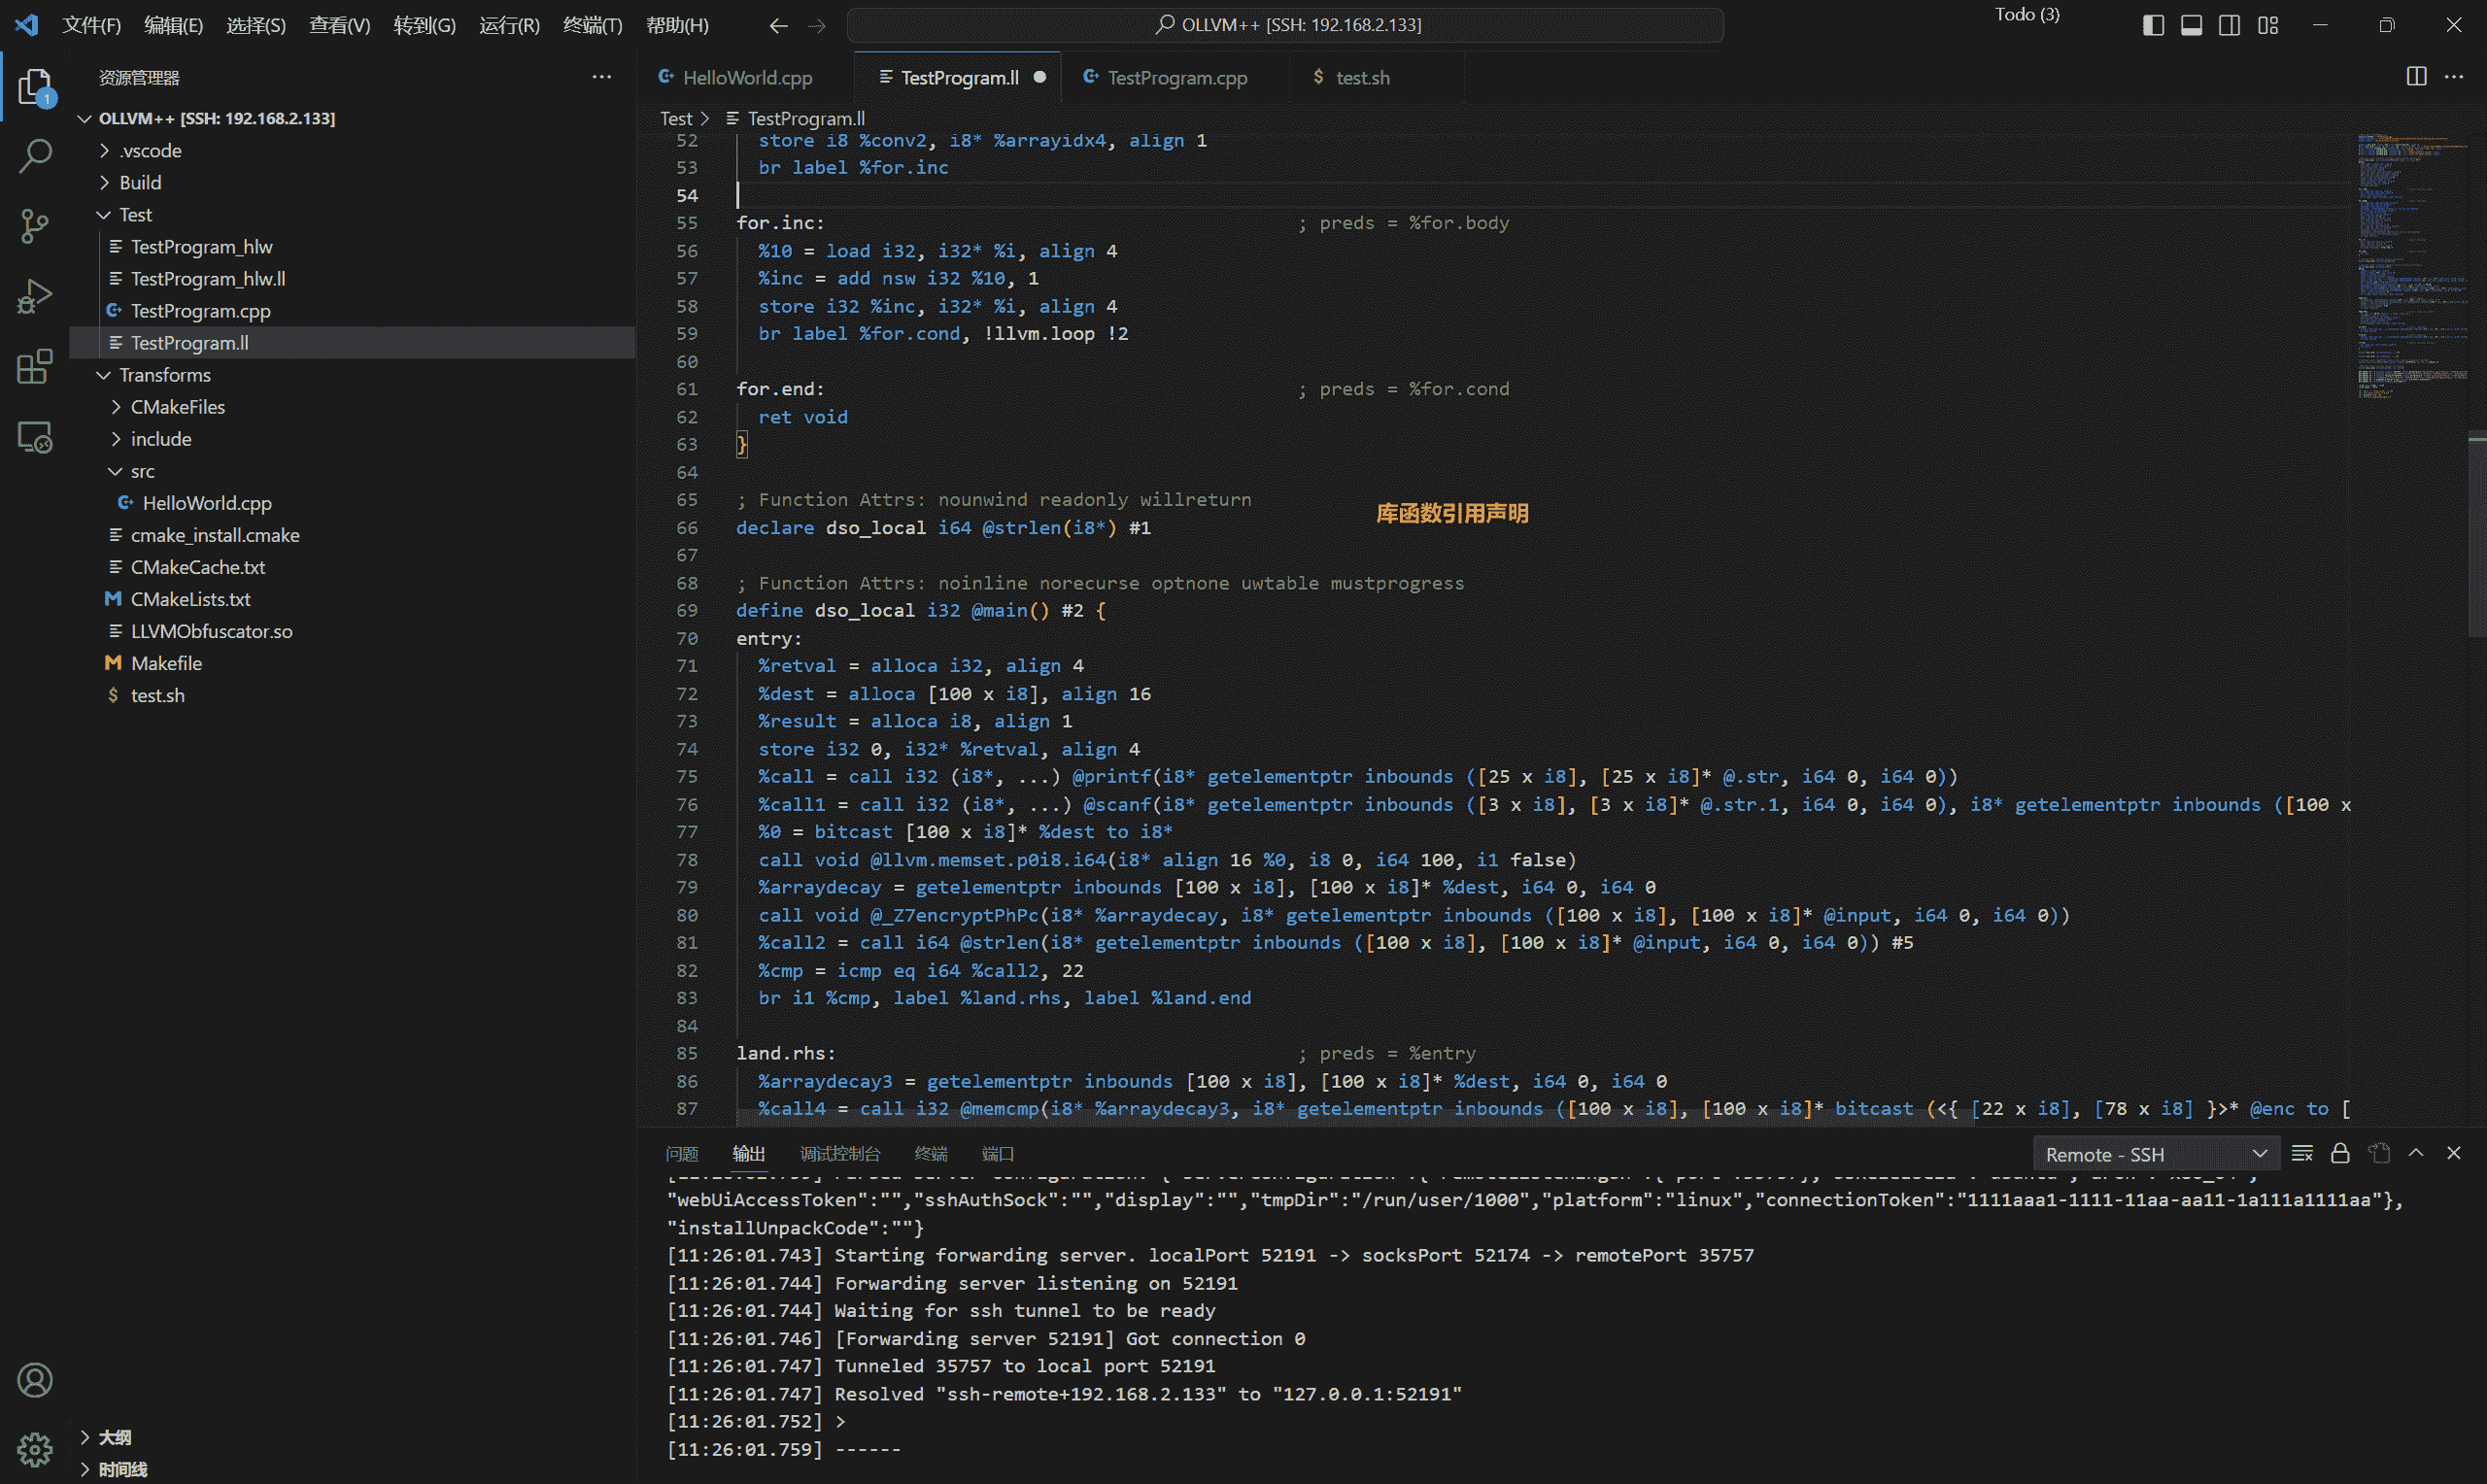 文件(F) 编辑(E) 选择(S) 查看(V) 转到(G) 运行(R) 终端(T) 帮助(H) OLLVM++ [SSH: 192.168.2.133] Todo (3)
资源管理器
1
OLLVM++ [SSH: 192.168.2.133]
.vscode
Build
Test
TestProgram_hlw
TestProgram_hlw.ll
TestProgram.cpp
TestProgram.ll
Transforms
CMakeFiles
include
src
HelloWorld.cpp
cmake_install.cmake
CMakeCache.txt
CMakeLists.txt
LLVMObfuscator.so
Makefile
test.sh
大纲
时间线
HelloWorld.cpp TestProgram.ll TestProgram.cpp test.sh
Test > TestProgram.ll
52 store i8 %conv2, i8* %arrayidx4, align 1
53 br label %for.inc
54
55 for.inc: ; preds = %for.body
56 %10 = load i32, i32* %i, align 4
57 %inc = add nsw i32 %10, 1
58 store i32 %inc, i32* %i, align 4
59 br label %for.cond, !llvm.loop !2
60
61 for.end: ; preds = %for.cond
62 ret void
63 }
64
65 ; Function Attrs: nounwind readonly willreturn
库函数引用声明
66 declare dso_local i64 @strlen(i8*) #1
67
68 ; Function Attrs: noinline norecurse optnone uwtable mustprogress
69 define dso_local i32 @main() #2 {
70 entry:
71 %retval = alloca i32, align 4
72 %dest = alloca [100 x i8], align 16
73 %result = alloca i8, align 1
74 store i32 0, i32* %retval, align 4
75 %call = call i32 (i8*, ...) @printf(i8* getelementptr inbounds ([25 x i8], [25 x i8]* @.str, i64 0, i64 0))
76 %call1 = call i32 (i8*, ...) @scanf(i8* getelementptr inbounds ([3 x i8], [3 x i8]* @.str.1, i64 0, i64 0), i8* getelementptr inbounds ([100 x
77 %0 = bitcast [100 x i8]* %dest to i8*
78 call void @llvm.memset.p0i8.i64(i8* align 16 %0, i8 0, i64 100, i1 false)
79 %arraydecay = getelementptr inbounds [100 x i8], [100 x i8]* %dest, i64 0, i64 0
80 call void @_Z7encryptPhPc(i8* %arraydecay, i8* getelementptr inbounds ([100 x i8], [100 x i8]* @input, i64 0, i64 0))
81 %call2 = call i64 @strlen(i8* getelementptr inbounds ([100 x i8], [100 x i8]* @input, i64 0, i64 0)) #5
82 %cmp = icmp eq i64 %call2, 22
83 br i1 %cmp, label %land.rhs, label %land.end
84
85 land.rhs: ; preds = %entry
86 %arraydecay3 = getelementptr inbounds [100 x i8], [100 x i8]* %dest, i64 0, i64 0
87 %call4 = call i32 @memcmp(i8* %arraydecay3, i8* getelementptr inbounds ([100 x i8], [100 x i8]* bitcast (<{ [22 x i8], [78 x i8] }>* @enc to [
问题 输出 调试控制台 终端 端口 Remote - SSH
"webUiAccessToken":"","sshAuthSock":"","display":"","tmpDir":"/run/user/1000","platform":"linux","connectionToken":"1111aaa1-1111-11aa-aa11-1a111a1111aa"},
"installUnpackCode":""}
[11:26:01.743] Starting forwarding server. localPort 52191 -> socksPort 52174 -> remotePort 35757
[11:26:01.744] Forwarding server listening on 52191
[11:26:01.744] Waiting for ssh tunnel to be ready
[11:26:01.746] [Forwarding server 52191] Got connection 0
[11:26:01.747] Tunneled 35757 to local port 52191
[11:26:01.747] Resolved "ssh-remote+192.168.2.133" to "127.0.0.1:52191"
[11:26:01.752] >
[11:26:01.759] ------